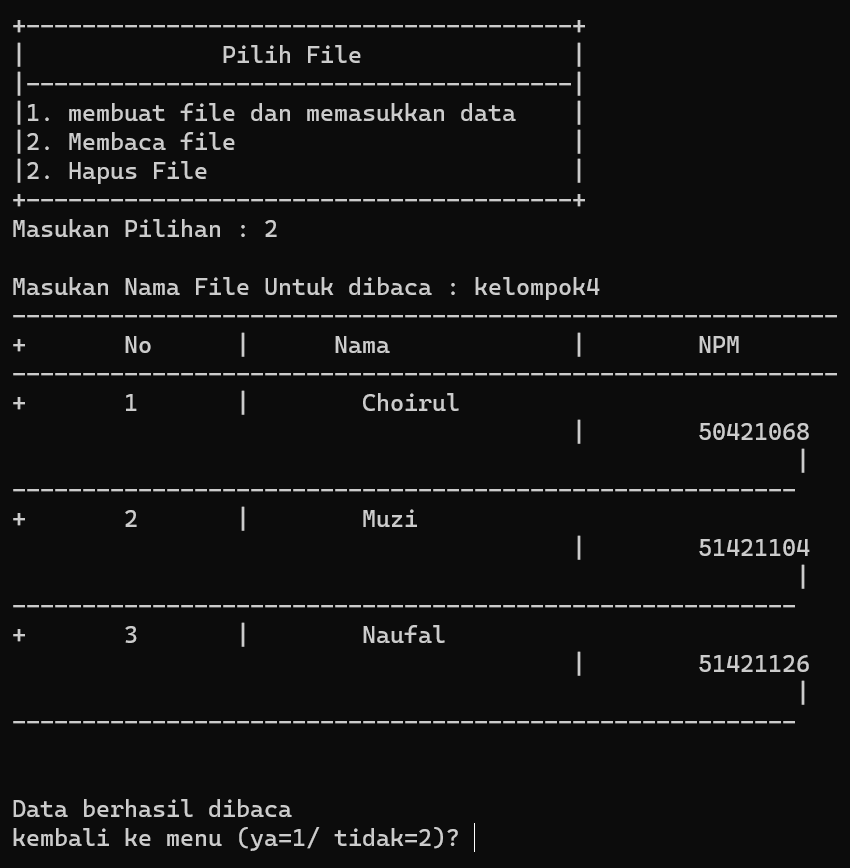 +---------------------------------------+
|              Pilih File               |
|---------------------------------------|
|1. membuat file dan memasukkan data    |
|2. Membaca file                        |
|2. Hapus File                          |
+---------------------------------------+
Masukan Pilihan : 2
Masukan Nama File Untuk dibaca : kelompok4
-----------------------------------------------------------
+       No      |      Nama             |        NPM
-----------------------------------------------------------
+       1       |        Choirul
                                        |        50421068
                                                        |
--------------------------------------------------------
+       2       |        Muzi
                                        |        51421104
                                                        |
--------------------------------------------------------
+       3       |        Naufal
                                        |        51421126
                                                        |
--------------------------------------------------------
Data berhasil dibaca
kembali ke menu (ya=1/ tidak=2)?